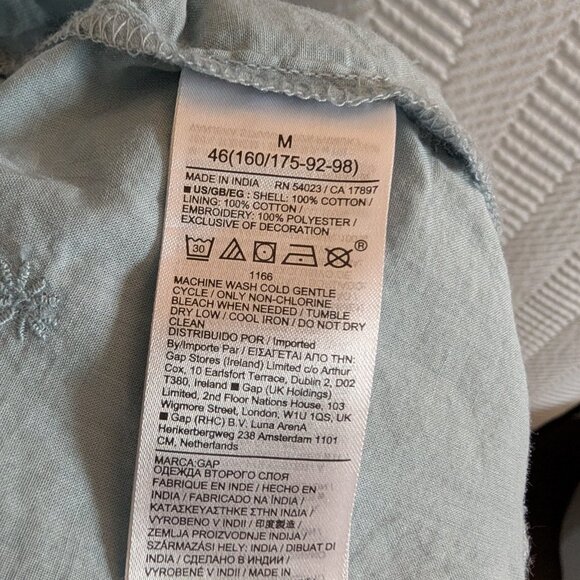 M
46(160/175-92-98)
MADE IN INDIA RN 54023 / CA 17897
■ US/GB/EG : SHELL: 100% COTTON /
LINING: 100% COTTON /
EMBROIDERY: 100% POLYESTER /
EXCLUSIVE OF DECORATION
30 ®
1166
MACHINE WASH COLD GENTLE
CYCLE / ONLY NON-CHLORINE
BLEACH WHEN NEEDED / TUMBLE
DRY LOW / COOL IRON / DO NOT DRY
CLEAN
DISTRIBUIDO POR : / Imported
By/Importe Par / ΕΙΣΑΓΕΤΑΙ ΑΠΟ ΤΗΝ:
Gap Stores (Ireland) Limited c/o Arthur
Cox, 10 Earlsfort Terrace, Dublin 2, D02
T380, Ireland ■ Gap (UK Holdings)
Limited, 2nd Floor Nations House, 103
Wigmore Street, London, W1U 1QS, UK
■ Gap (RHC) B.V. Luna ArenA
Herikerbergweg 238 Amsterdam 1101
CM, Netherlands
MARCA:GAP
ОДЕЖДА ВТОРОГО СЛОЯ
FABRIQUE EN INDE / HECHO EN
INDIA / FABRICADO NA ÍNDIA /
ΚΑΤΑΣΚΕΥΑΣΤΗΚΕ ΣΤΗΝ ΙΝΔΙΑ /
VYROBENO V INDII / 印度製造 /
ZEMLJA PROIZVODNJE INDIJA /
SZÁRMAZÁSI HELY: INDIA / DIBUAT DI
INDIA / СДЕЛАНО В ИНДИИ /
VYROBENÉ V INDII / MADE IN